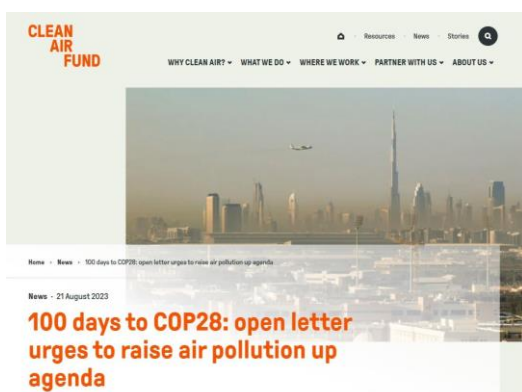 CLEAN
AIR
FUND
Resources · News · Stories
WHY CLEAN AIR? WHAT WE DO WHERE WE WORK PARTNER WITH US ABOUT US
Home · News · 100 days to COP28: open letter urges to raise air pollution up agenda
News · 21 August 2023
100 days to COP28: open letter
urges to raise air pollution up
agenda